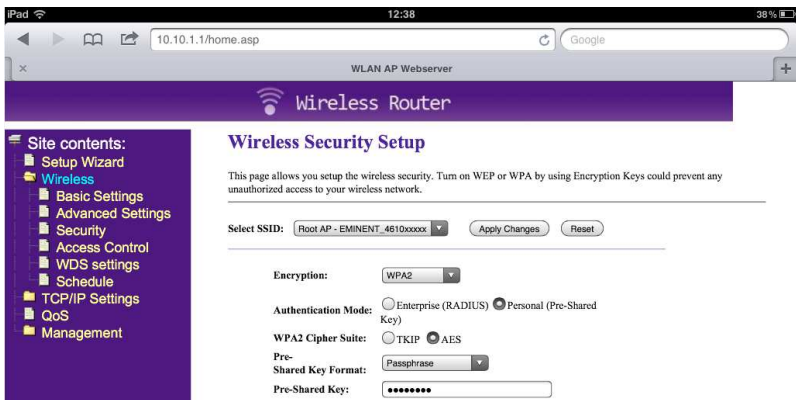 iPad 12:38 38%
10.10.1.1/home.asp Google
WLAN AP Webserver
Wireless Router
Site contents:
Setup Wizard
Wireless
Basic Settings
Advanced Settings
Security
Access Control
WDS settings
Schedule
TCP/IP Settings
QoS
Management
Wireless Security Setup
This page allows you setup the wireless security. Turn on WEP or WPA by using Encryption Keys could prevent any
unauthorized access to your wireless network.
Select SSID: Root AP - EMINENT_4610xxxxx Apply Changes Reset
Encryption: WPA2
Authentication Mode: Enterprise (RADIUS) Personal (Pre-Shared
Key)
WPA2 Cipher Suite: TKIP AES
Pre-
Shared Key Format: Passphrase
Pre-Shared Key: ••••••••